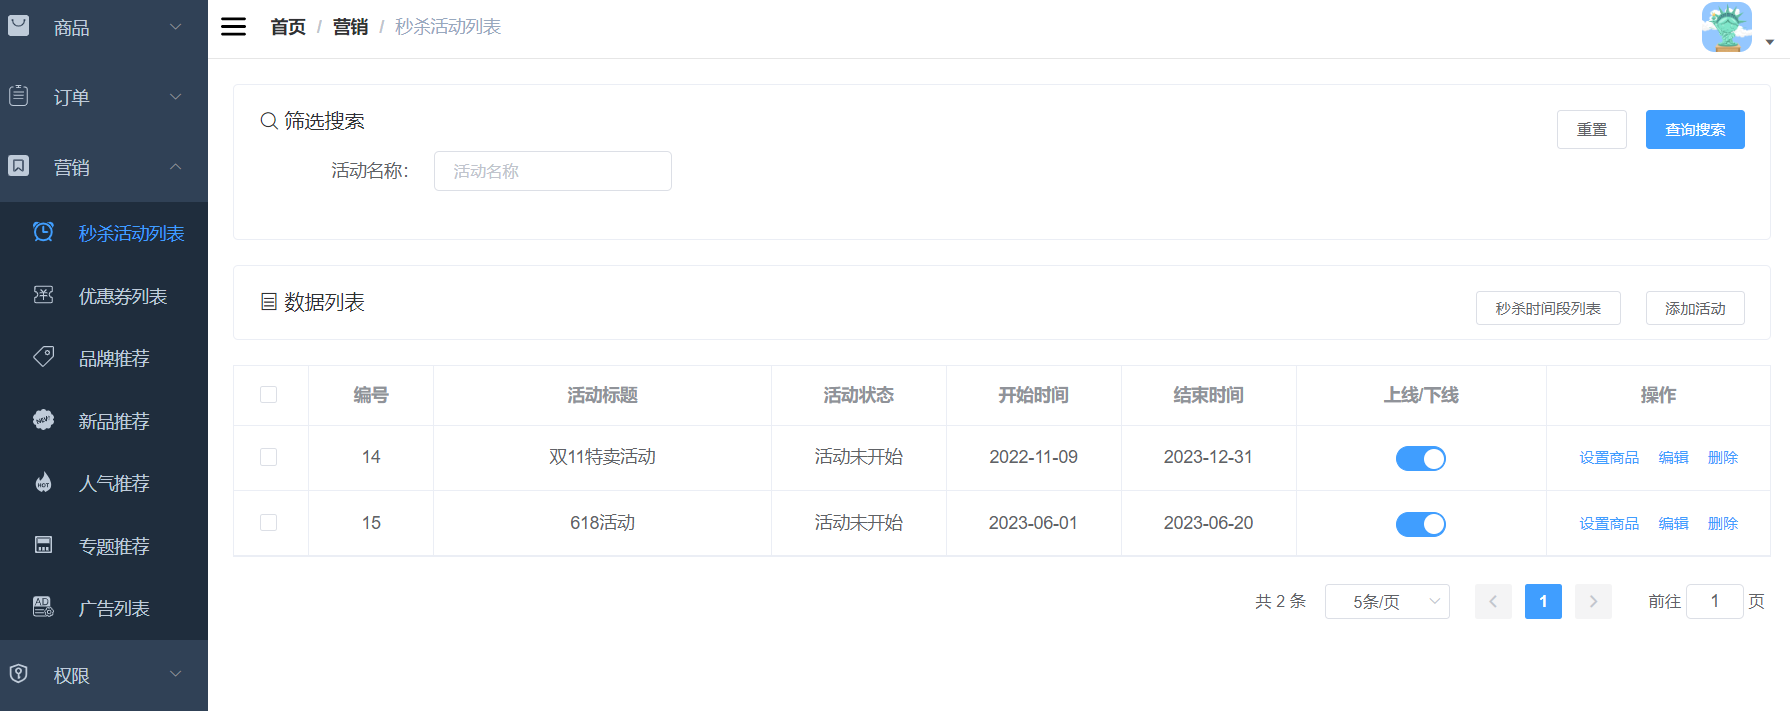 商品
订单
营销
秒杀活动列表
优惠券列表
品牌推荐
新品推荐
人气推荐
专题推荐
广告列表
权限
首页 / 营销 / 秒杀活动列表
筛选搜索
重置 查询搜索
活动名称： 活动名称
数据列表
秒杀时间段列表 添加活动
编号 活动标题 活动状态 开始时间 结束时间 上线/下线 操作
14 双11特卖活动 活动未开始 2022-11-09 2023-12-31 设置商品 编辑 删除
15 618活动 活动未开始 2023-06-01 2023-06-20 设置商品 编辑 删除
共 2 条 5条/页 1 前往 1 页